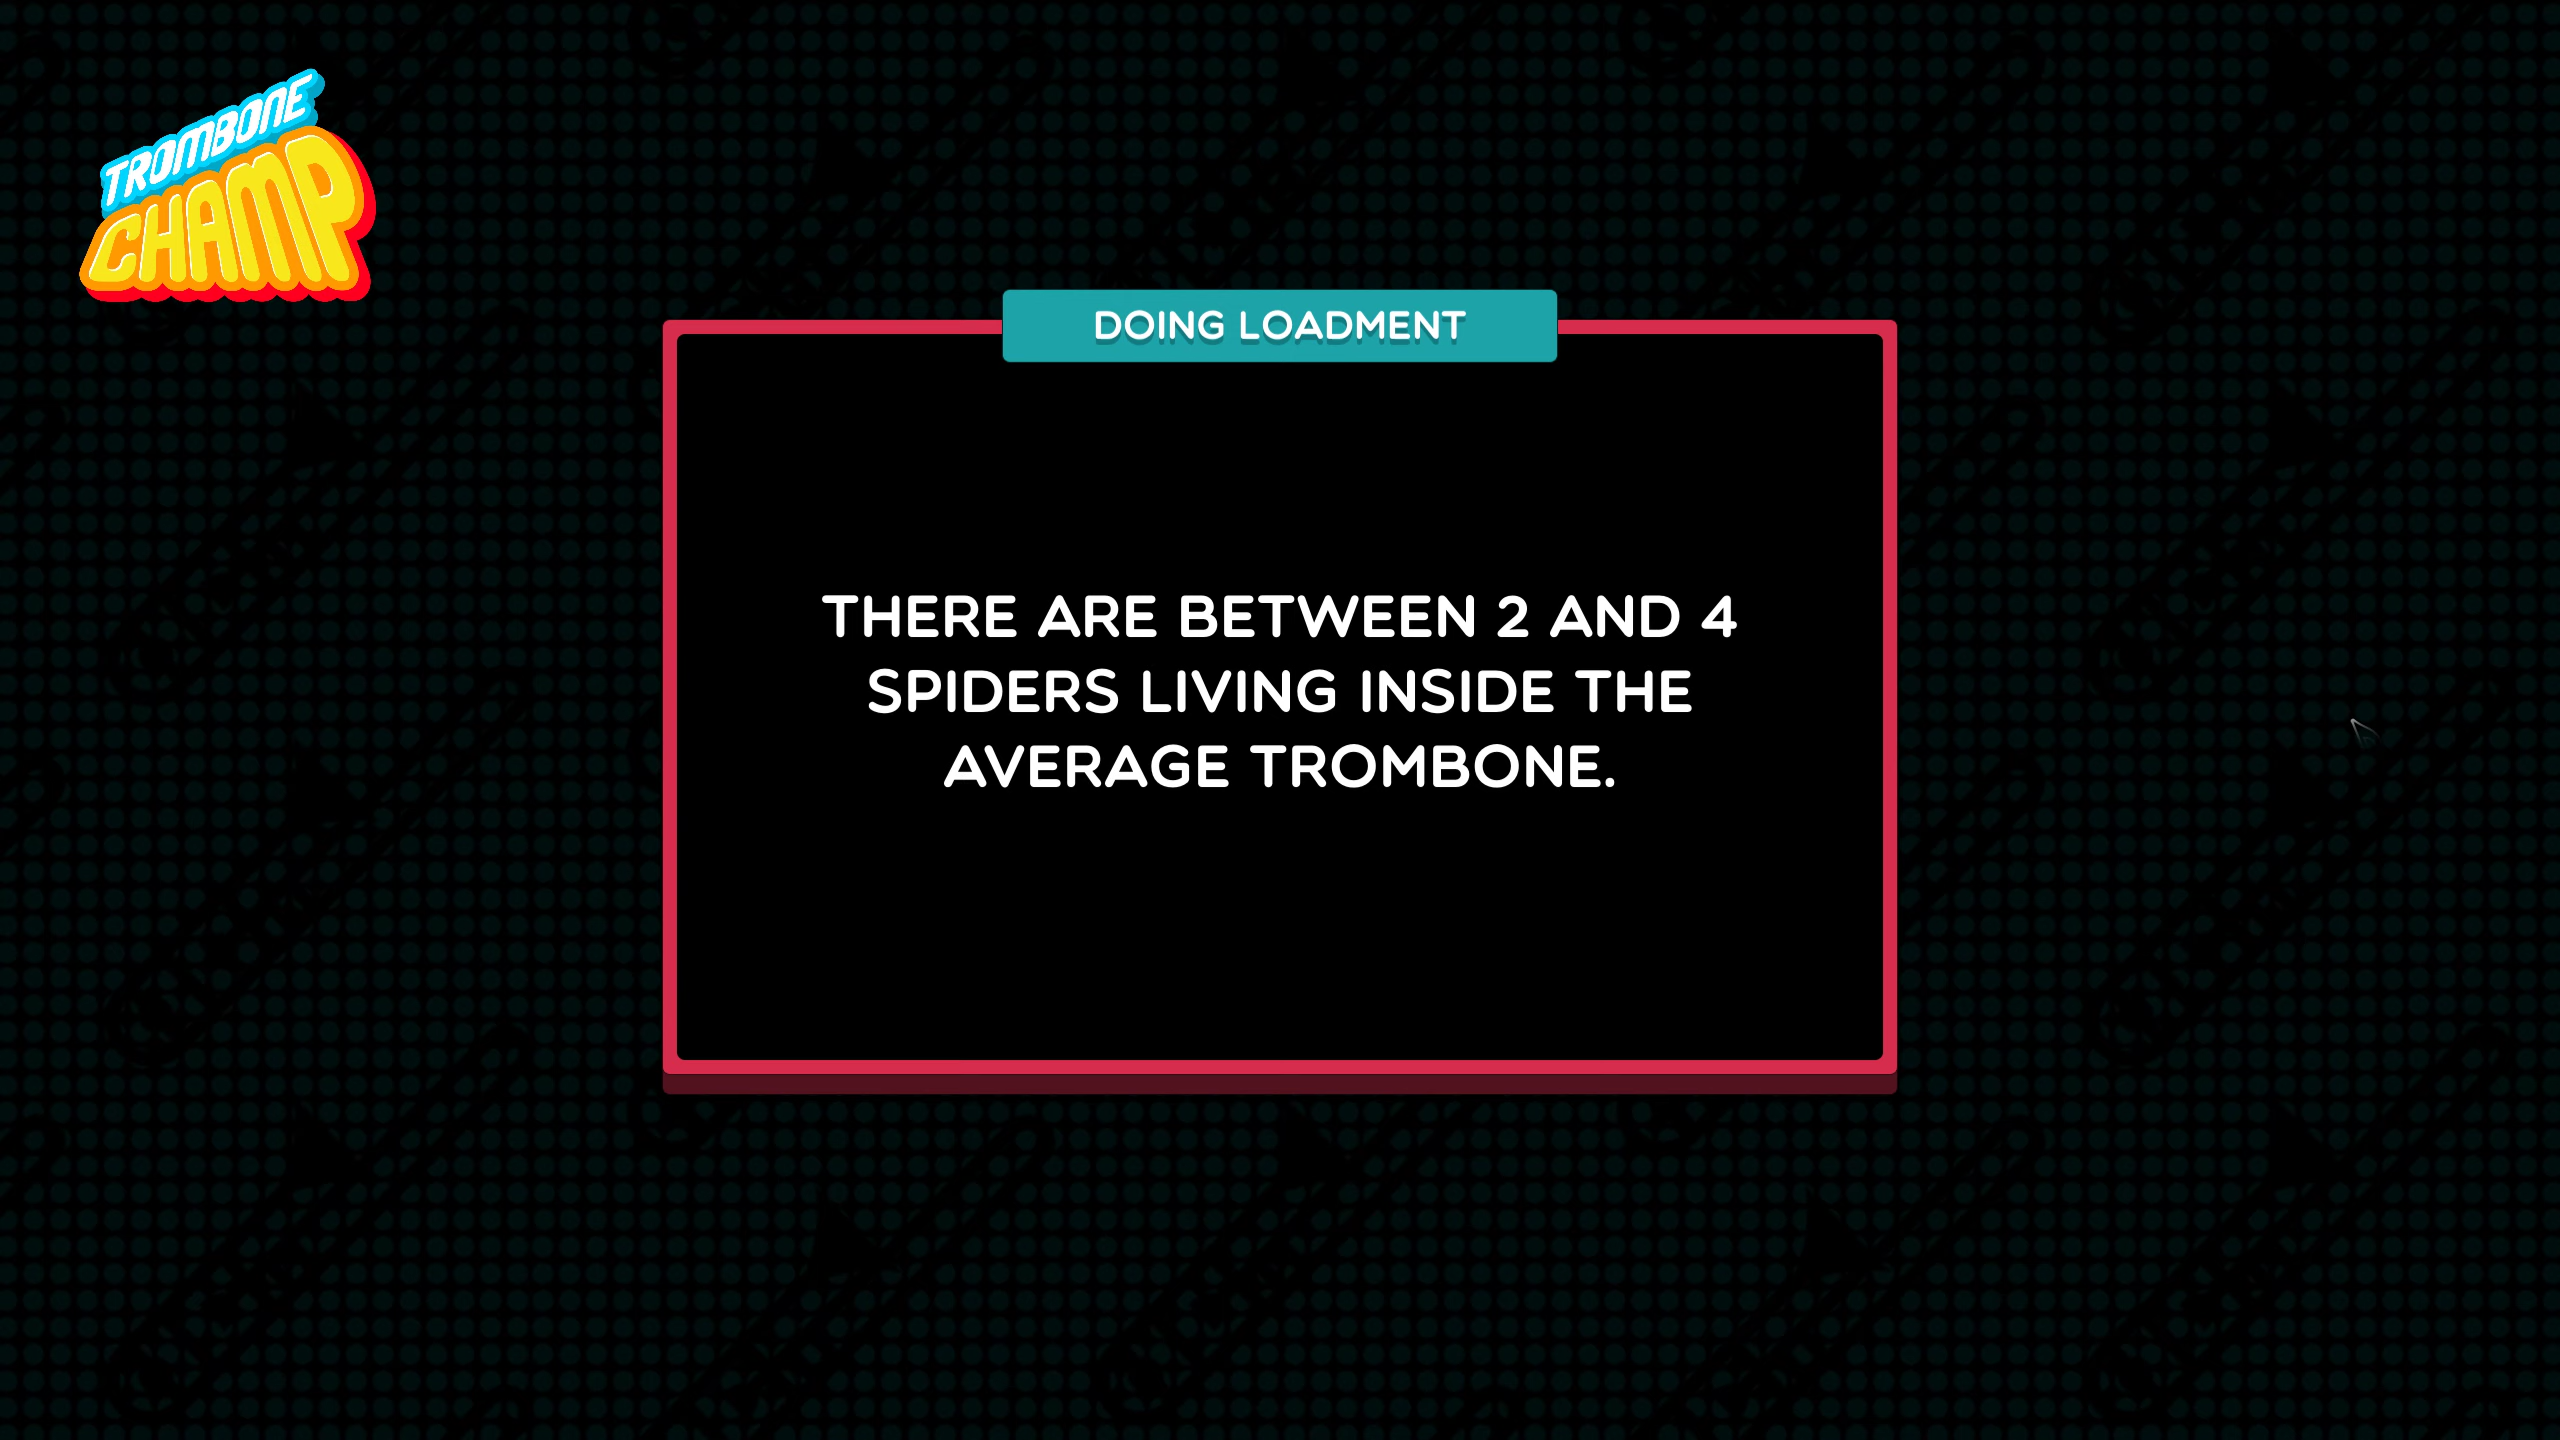 TROMBONE
CHAMP
DOING LOADMENT
THERE ARE BETWEEN 2 AND 4
SPIDERS LIVING INSIDE THE
AVERAGE TROMBONE.